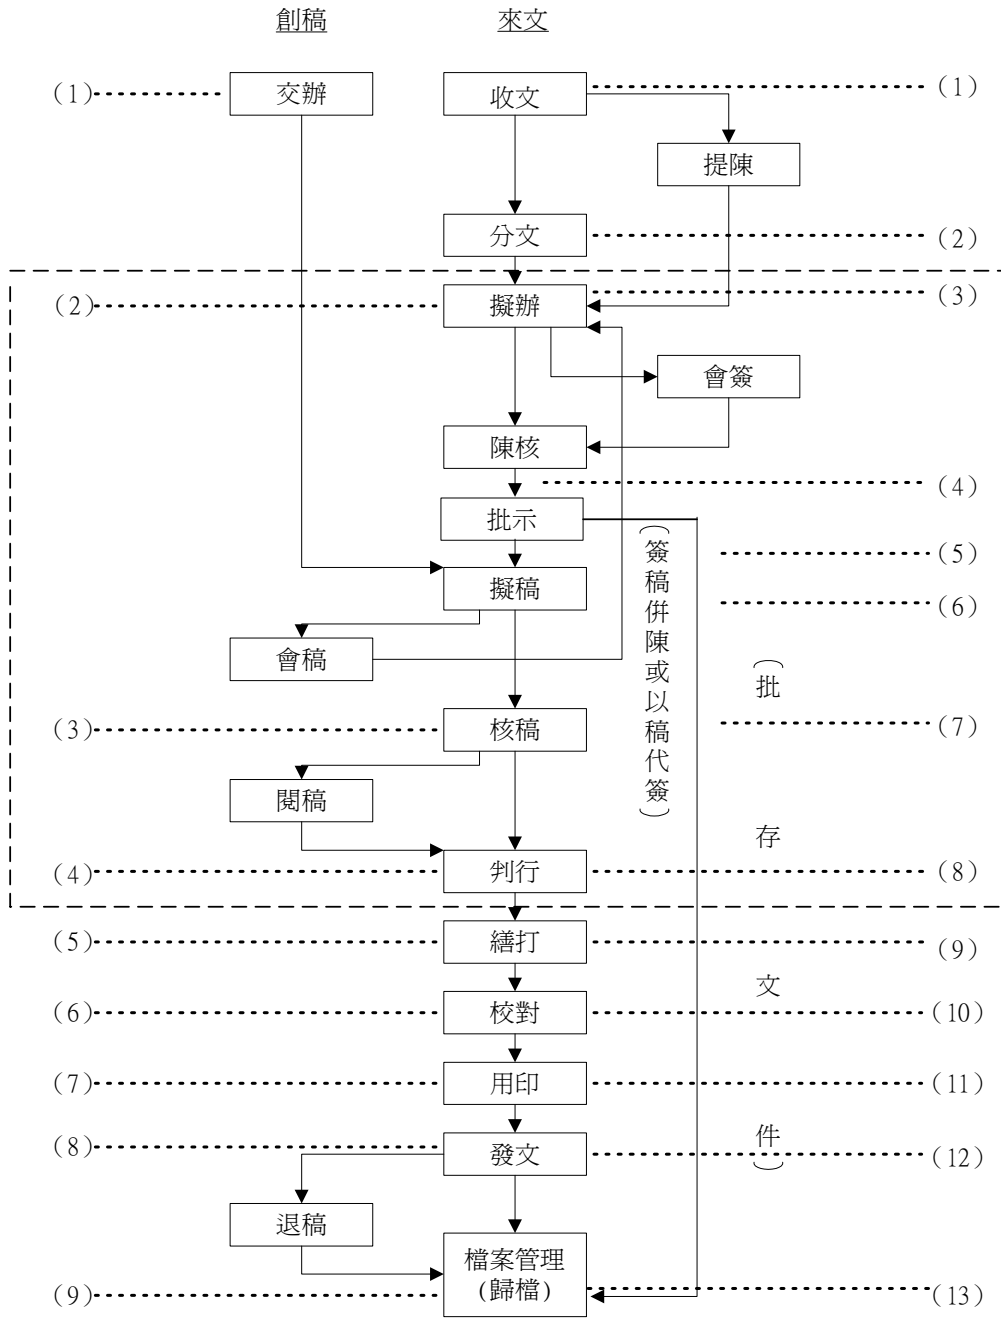 創稿 來文
(1) 交辦 收文 (1)
提陳
分文 (2)
(2) 擬辦 (3)
會簽
陳核
(4)
批示
(簽稿併陳或以稿代簽)
(5)
擬稿
(6)
會稿
(批存文件)
(3) 核稿 (7)
閱稿
(4) 判行 (8)
(5) 繕打 (9)
(6) 校對 (10)
(7) 用印 (11)
(8) 發文 (12)
退稿
檔案管理
(歸檔)
(9) (13)